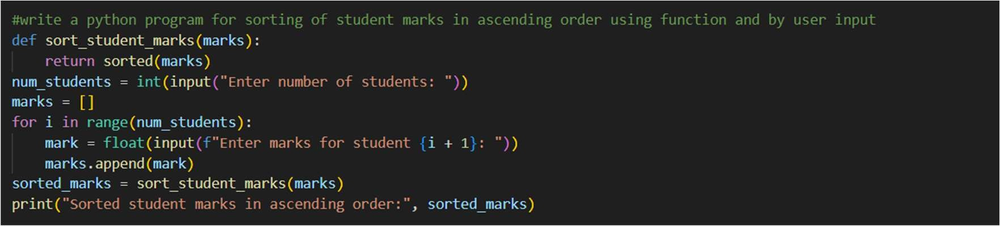 #write a python program for sorting of student marks in ascending order using function and by user input
def sort_student_marks(marks):
    return sorted(marks)
num_students = int(input("Enter number of students: "))
marks = []
for i in range(num_students):
    mark = float(input(f"Enter marks for student {i + 1}: "))
    marks.append(mark)
sorted_marks = sort_student_marks(marks)
print("Sorted student marks in ascending order:", sorted_marks)